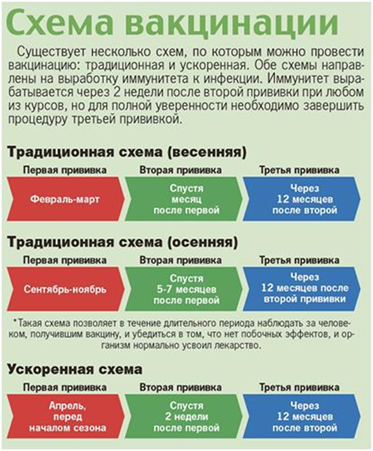 Схема вакцинации
Существует несколько схем, по которым можно провести
вакцинацию: традиционная и ускоренная. Обе схемы направ-
лены на выработку иммунитета к инфекции. Иммунитет выра-
батывается через 2 недели после второй прививки при любом
из курсов, но для полной уверенности необходимо завершить
процедуру третьей прививкой.
Традиционная схема (весенняя)
Первая прививка
Вторая прививка
Третья прививка
Февраль-март
Спустя
месяц
после первой
Через
12 месяцев
после второй
Традиционная схема (осенняя)
Первая прививка
Вторая прививка
Третья прививка
Сентябрь-ноябрь
Спустя
5-7 месяцев
после первой
Через
12 месяцев после
второй прививки
*Такая схема позволяет в течение длительного периода наблюдать за челове-
ком, получившим вакцину, и убедиться в том, что нет побочных эффектов, и ор-
ганизм нормально усвоил лекарство.
Ускоренная схема
Первая прививка
Вторая прививка
Третья прививка
Апрель,
перед
началом сезона
Спустя
2 недели
после первой
Через
12 месяцев
после второй